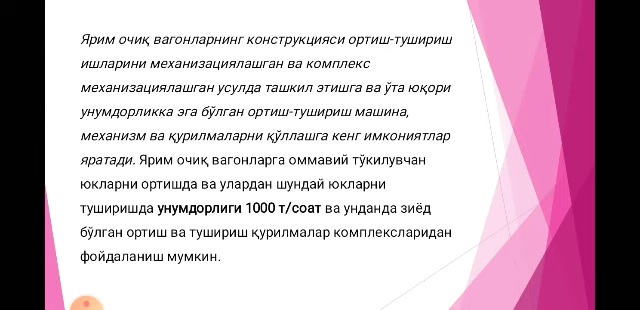 Ярим очиқ вагонларнинг конструкцияси ортиш-тушириш
ишларини механизациялашган ва комплекс
механизациялашган усулда ташкил этишга ва ўта юқори
унумдорликка эга бўлган ортиш-тушириш машина,
механизм ва қурилмаларни қўллашга кенг имкониятлар
яратади. Ярим очиқ вагонларга оммавий тўкилувчан
юкларни ортишда ва улардан шундай юкларни
туширишда унумдорлиги 1000 т/соат ва унданда зиёд
бўлган ортиш ва тушириш қурилмалар комплексларидан
фойдаланиш мумкин.